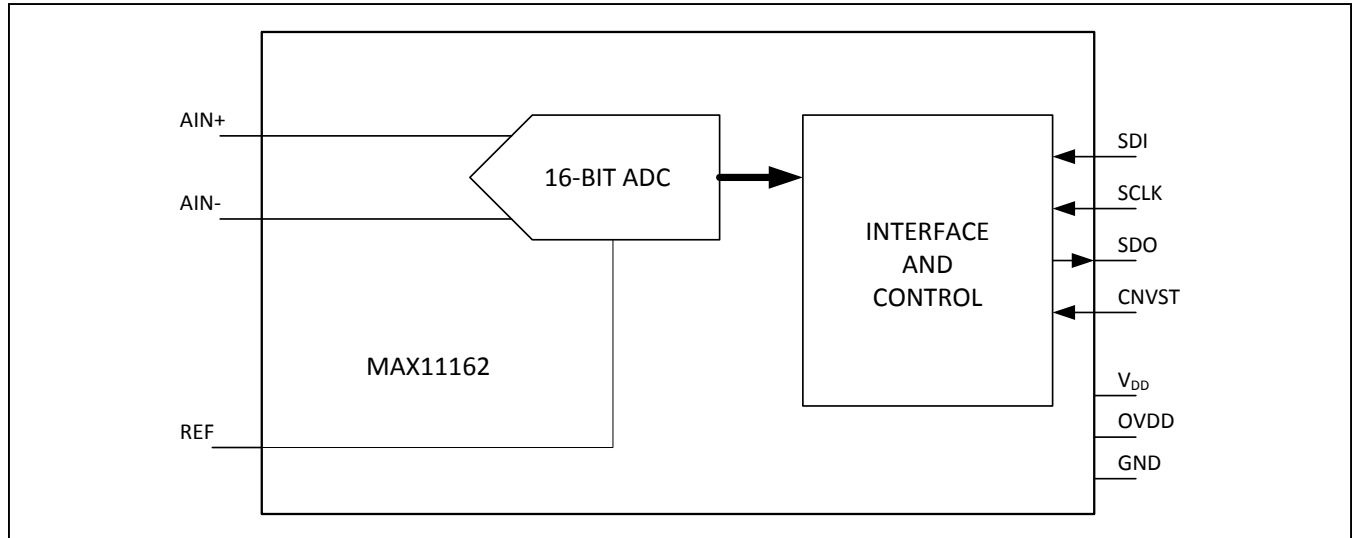 AIN+
AIN-
REF
16-BIT ADC
MAX11162
INTERFACE
AND
CONTROL
SDI
SCLK
SDO
CNVST
VDD
OVDD
GND